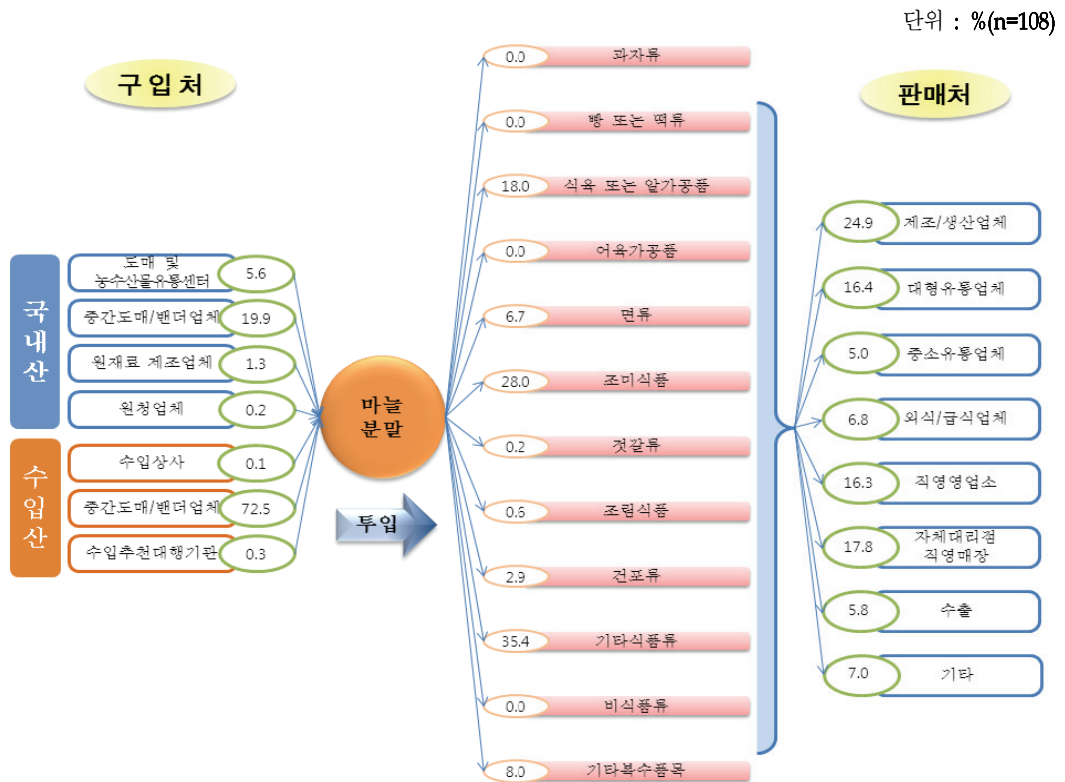 단위 : %(n=108)
구입처
판매처
국내산
도매 및
농수산물유통센터
5.6
중간도매/밴더업체
19.9
원재료 제조업체
1.3
원청업체
0.2
수입산
수입상사
0.1
중간도매/밴더업체
72.5
수입추천대행기관
0.3
마늘
분말
투입
0.0
과자류
0.0
빵 또는 떡류
18.0
식육 또는 알가공품
0.0
어육가공품
6.7
면류
28.0
조미식품
0.2
젓갈류
0.6
조림식품
2.9
건포류
35.4
기타식품류
0.0
비식품류
8.0
기타복수품목
24.9
제조/생산업체
16.4
대형유통업체
5.0
중소유통업체
6.8
외식/급식업체
16.3
직영영업소
17.8
자체대리점
직영매장
5.8
수출
7.0
기타